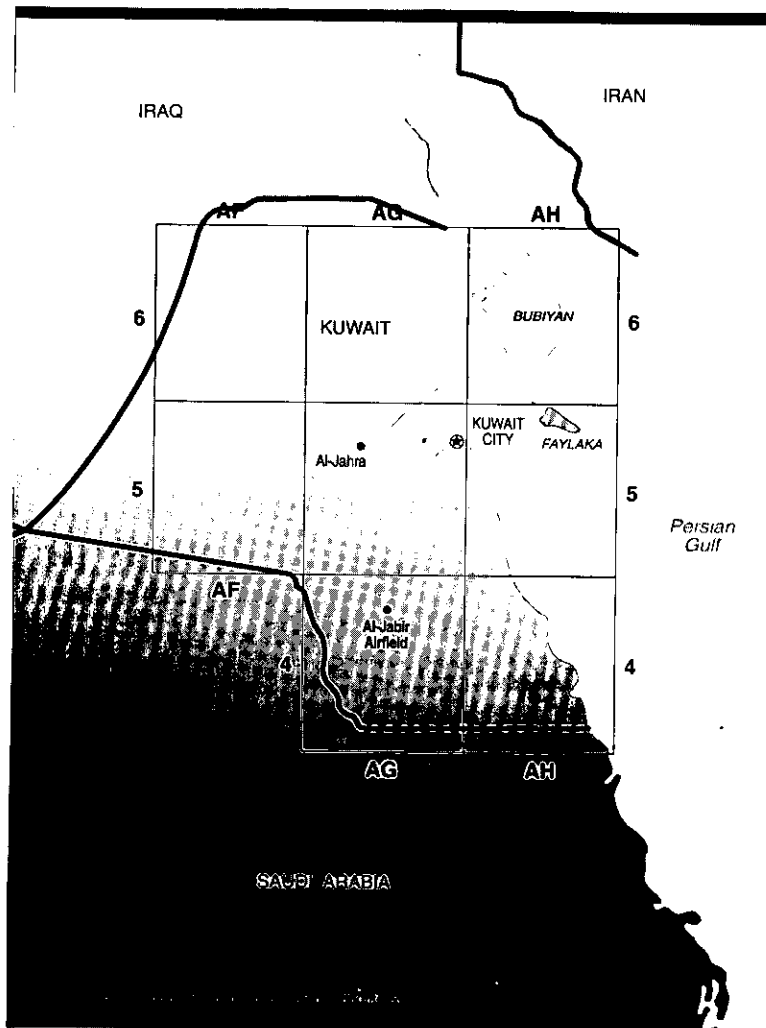 IRAQ
IRAN
AF
AG
AH
6
KUWAIT
BUBIYAN
6
KUWAIT
CITY
Al-Jahra
FAYLAKA
5
5
Persian
Gulf
AF
Al-Jabir
Airfield
4
4
AG
AH
SAUDI ARABIA